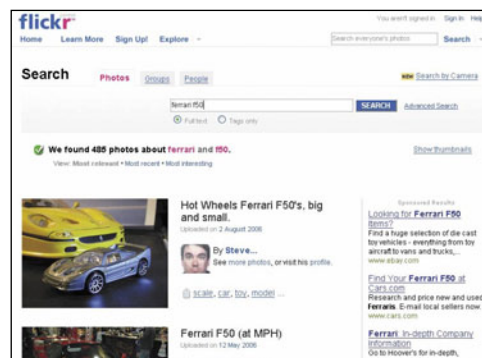 flickr
You aren't signed in Sign In Help
Home Learn More Sign Up! Explore
Search everyone's photos Search
Search Photos Groups People
NEW Search by Camera
ferrari f50 SEARCH Advanced Search
Full text Tags only
We found 485 photos about ferrari and f50.
Show thumbnails
View: Most relevant • Most recent • Most interesting
Hot Wheels Ferrari F50's, big
and small.
Uploaded on 2 August 2006
By Steve...
See more photos, or visit his profile.
scale, car, toy, model ...
Ferrari F50 (at MPH)
Uploaded on 12 May 2006
Sponsored Results
Looking for Ferrari F50
Items?
Find a huge selection of die cast
toy vehicles - everything from toy
aircraft to vans and trucks,...
www.ebay.com
Find Your Ferrari F50 at
Cars.com
Research and price new and used
Ferraris. E-mail local sellers now.
www.cars.com
Ferrari: In-depth Company
Information
Go to Hoover's for in-depth,